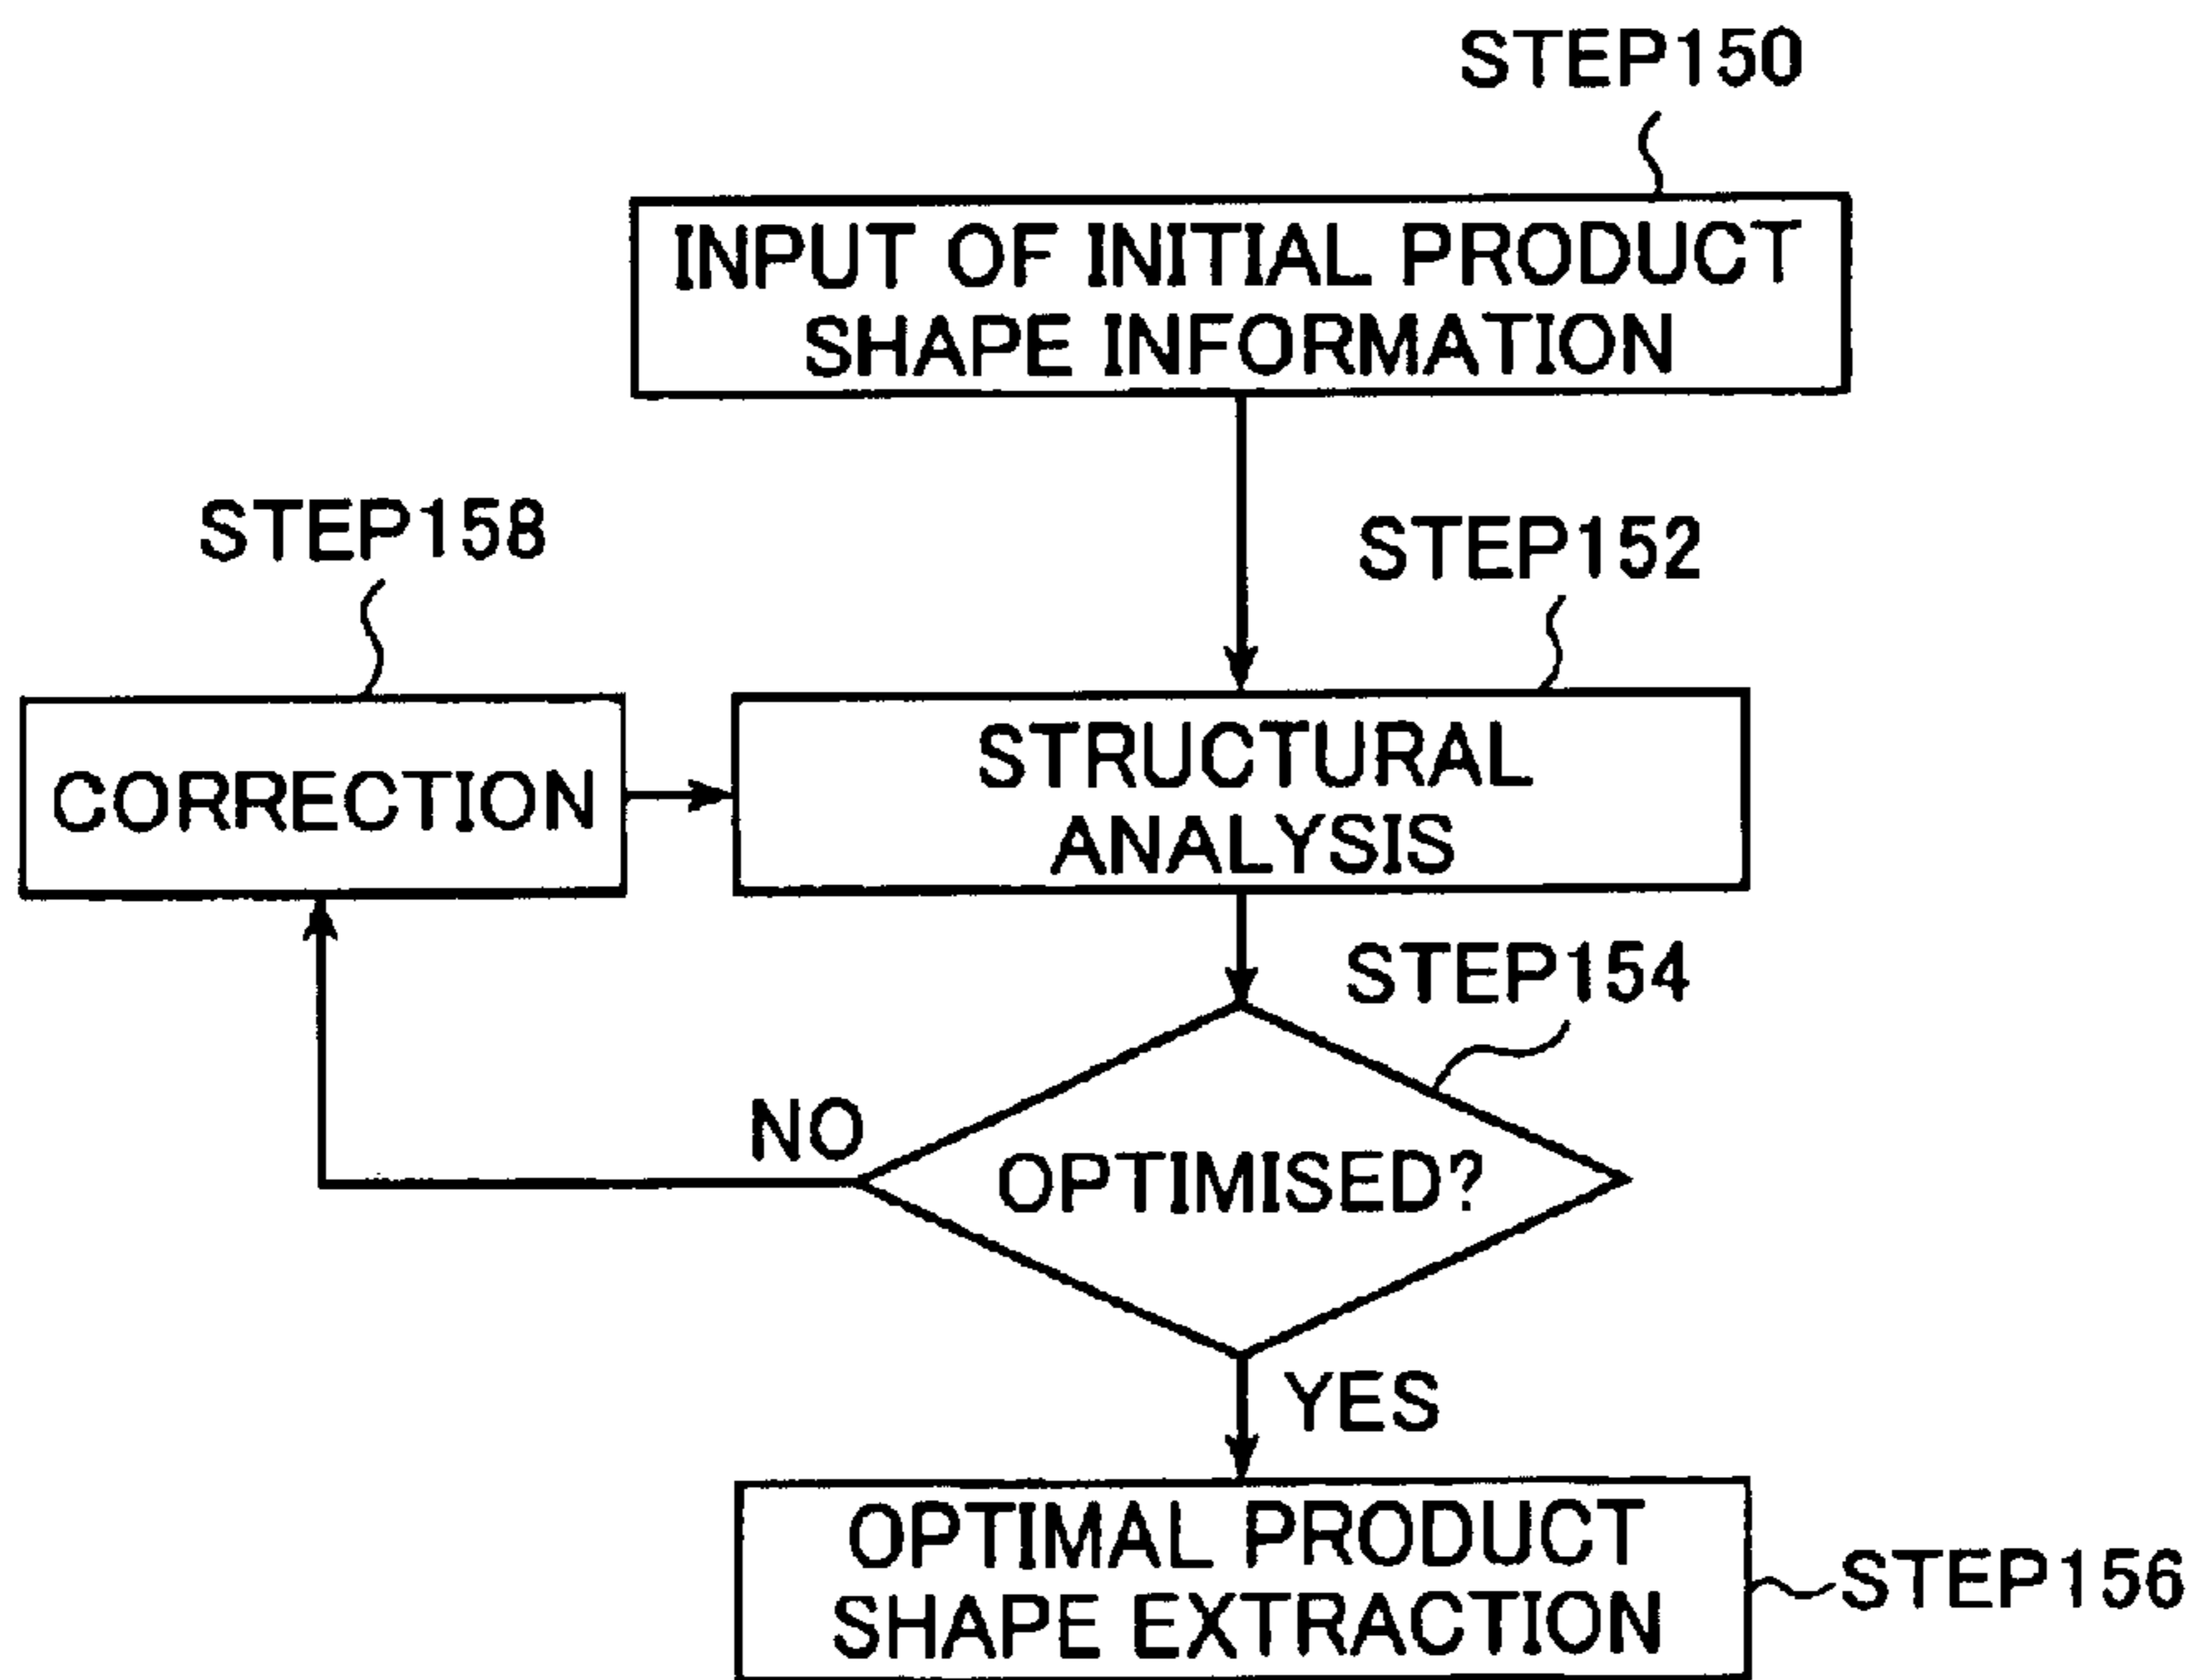 STEP150
INPUT OF INITIAL PRODUCT
SHAPE INFORMATION
STEP158
STEP152
CORRECTION
STRUCTURAL
ANALYSIS
STEP154
NO
OPTIMISED?
YES
OPTIMAL PRODUCT
SHAPE EXTRACTION
STEP156